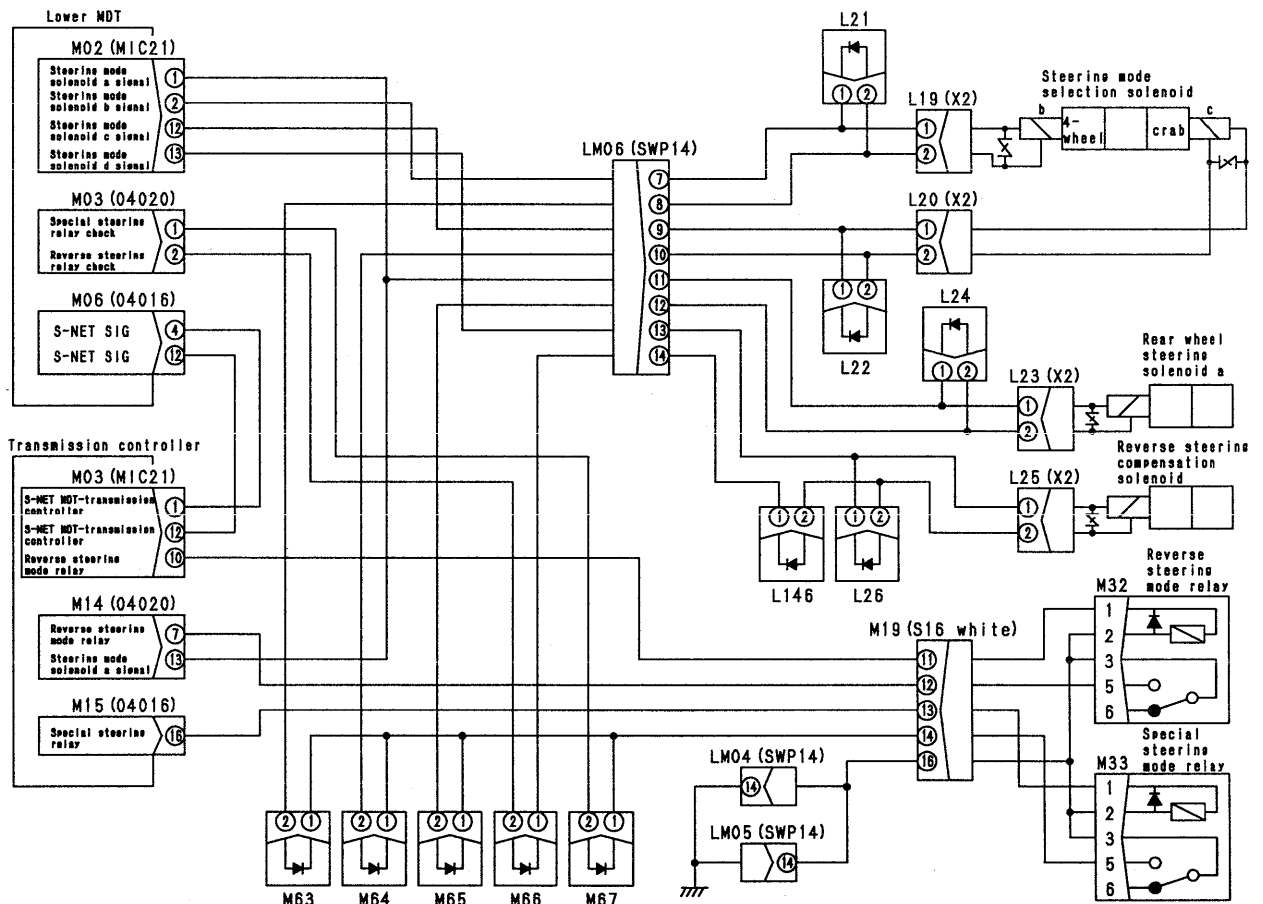 Lower MDT
M02 (MIC21)
Steering mode
solenoid a signal
①
Steering mode
solenoid b signal
②
Steering mode
solenoid c signal
⑫
Steering mode
solenoid d signal
⑬
M03 (04020)
Special steering
relay check
①
Reverse steering
relay check
②
M06 (04016)
S-NET SIG
④
S-NET SIG
⑫
Transmission controller
M03 (MIC21)
S-NET MDT-transmission
controller
①
S-NET MDT-transmission
controller
⑫
Reverse steering
mode relay
⑩
M14 (04020)
Reverse steering
mode relay
⑦
Steering mode
solenoid a signal
⑬
M15 (04016)
Special steering
relay
⑯
LM06 (SWP14)
⑦
⑧
⑨
⑩
⑪
⑫
⑬
⑭
L21
① ②
L19 (X2)
①
②
Steering mode
selection solenoid
b
4-
wheel
crab
c
L20 (X2)
①
②
① ②
L22
L24
① ②
L23 (X2)
①
②
Rear wheel
steering
solenoid a
L25 (X2)
①
②
Reverse steering
compensation
solenoid
① ②
L146
① ②
L26
M19 (S16 white)
⑪
⑫
⑬
⑭
⑯
Reverse
steering
mode relay
M32
1
2
3
5
6
Special
steering
mode relay
M33
1
2
3
5
6
LM04 (SWP14)
⑭
LM05 (SWP14)
⑭
② ①
M63
② ①
M64
② ①
M65
② ①
M66
② ①
M67